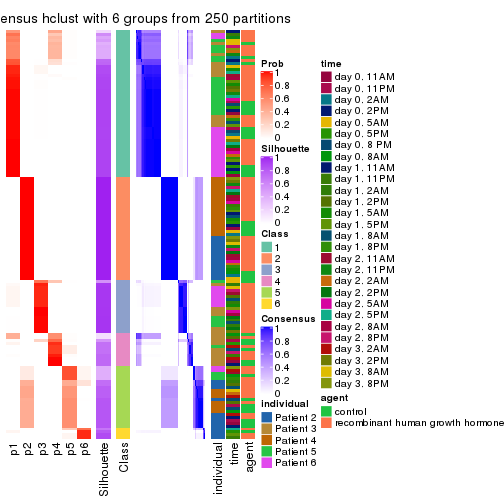 ensus hclust with 6 groups from 250 partitions
p1
p2
p3
p4
p5
p6
Silhouette
Class
individual
time
agent
Prob
1
0.8
0.6
0.4
0.2
0
Silhouette
1
0.8
0.6
0.4
0.2
0
Class
1
2
3
4
5
6
Consensus
1
0.8
0.6
0.4
0.2
0
individual
Patient 2
Patient 3
Patient 4
Patient 5
Patient 6
time
day 0. 11AM
day 0. 11PM
day 0. 2AM
day 0. 2PM
day 0. 5AM
day 0. 5PM
day 0. 8 PM
day 0. 8AM
day 1. 11AM
day 1. 11PM
day 1. 2AM
day 1. 2PM
day 1. 5AM
day 1. 5PM
day 1. 8AM
day 1. 8PM
day 2. 11AM
day 2. 11PM
day 2. 2AM
day 2. 2PM
day 2. 5AM
day 2. 5PM
day 2. 8AM
day 2. 8PM
day 3. 2AM
day 3. 2PM
day 3. 8AM
day 3. 8PM
agent
control
recombinant human growth hormone